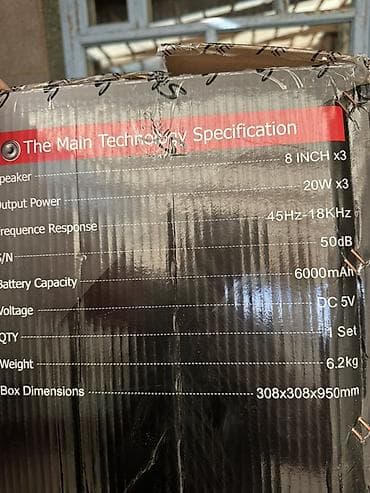 The Main Technology Specification
peaker 8 INCH x3
utput Power 20W x3
requence Response 45Hz-18KHz
S/N 50dB
Battery Capacity 6000mAh
Voltage DC 5V
QTY 1 Set
Weight 6.2kg
Box Dimensions 308x308x950mm